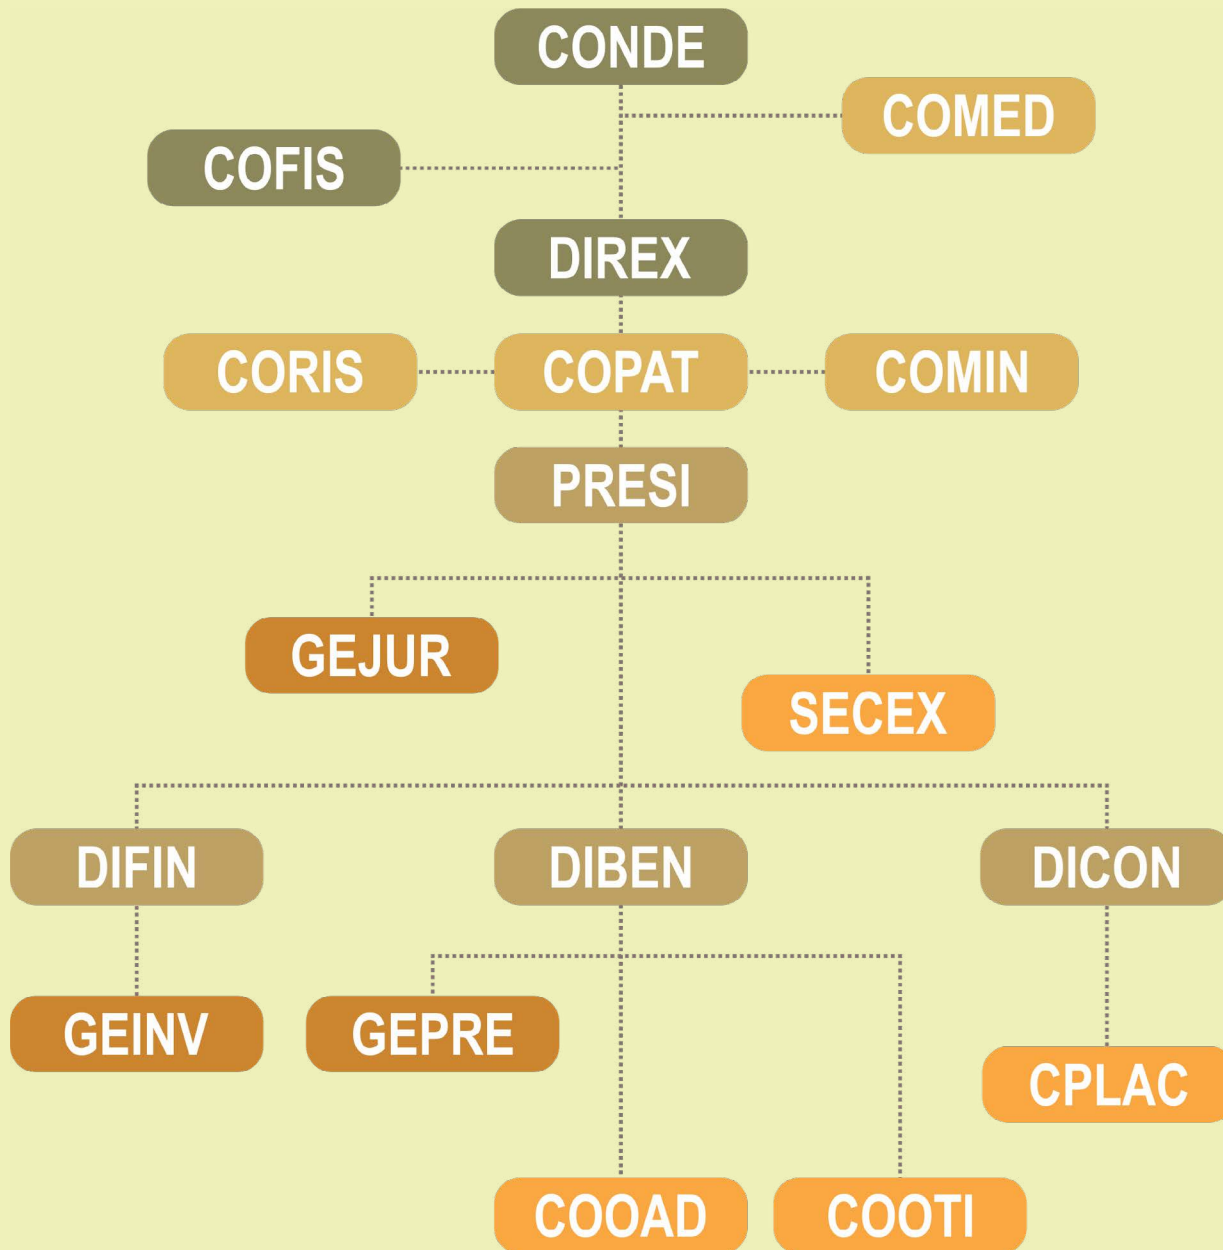 CONDE
COMED
COFIS
DIREX
CORIS
COPAT
COMIN
PRESI
GEJUR
SECEX
DIFIN
DIBEN
DICON
GEINV
GEPRE
CPLAC
COOAD
COOTI